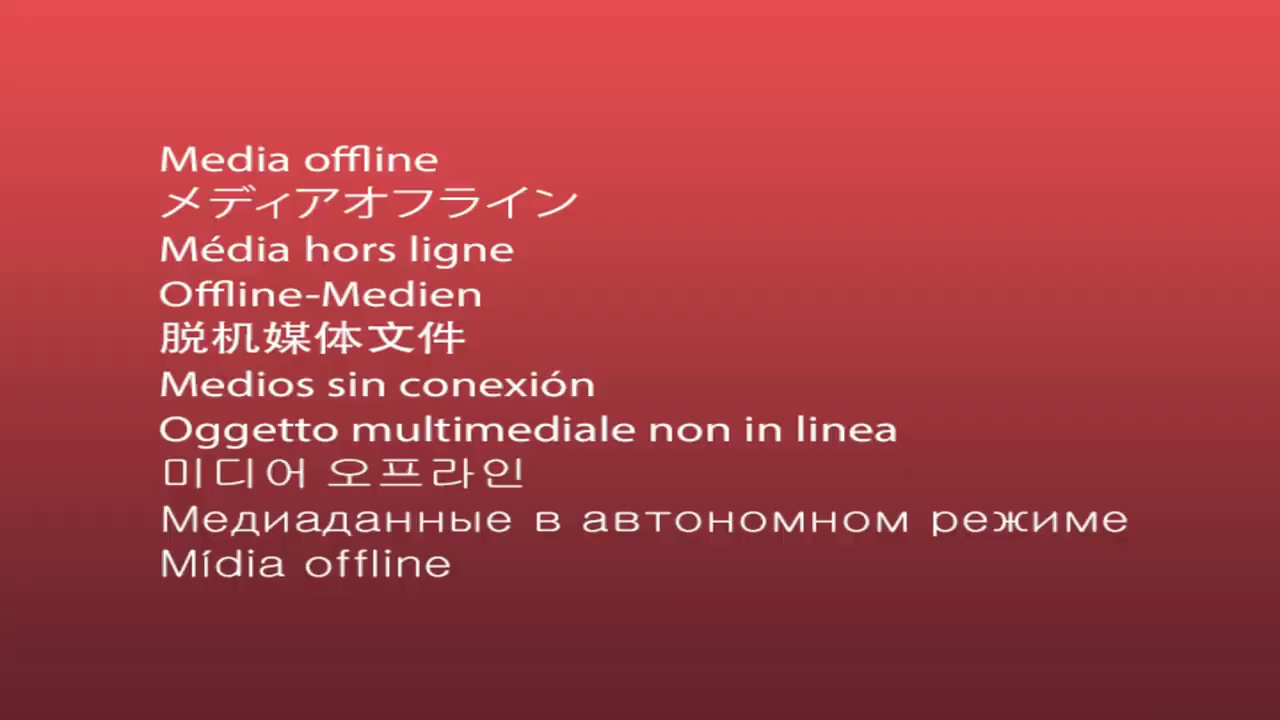 Media offline
メディアオフライン
Média hors ligne
Offline-Medien
脱机媒体文件
Medios sin conexión
Oggetto multimediale non in linea
미디어 오프라인
Медиаданные в автономном режиме
Mídia offline